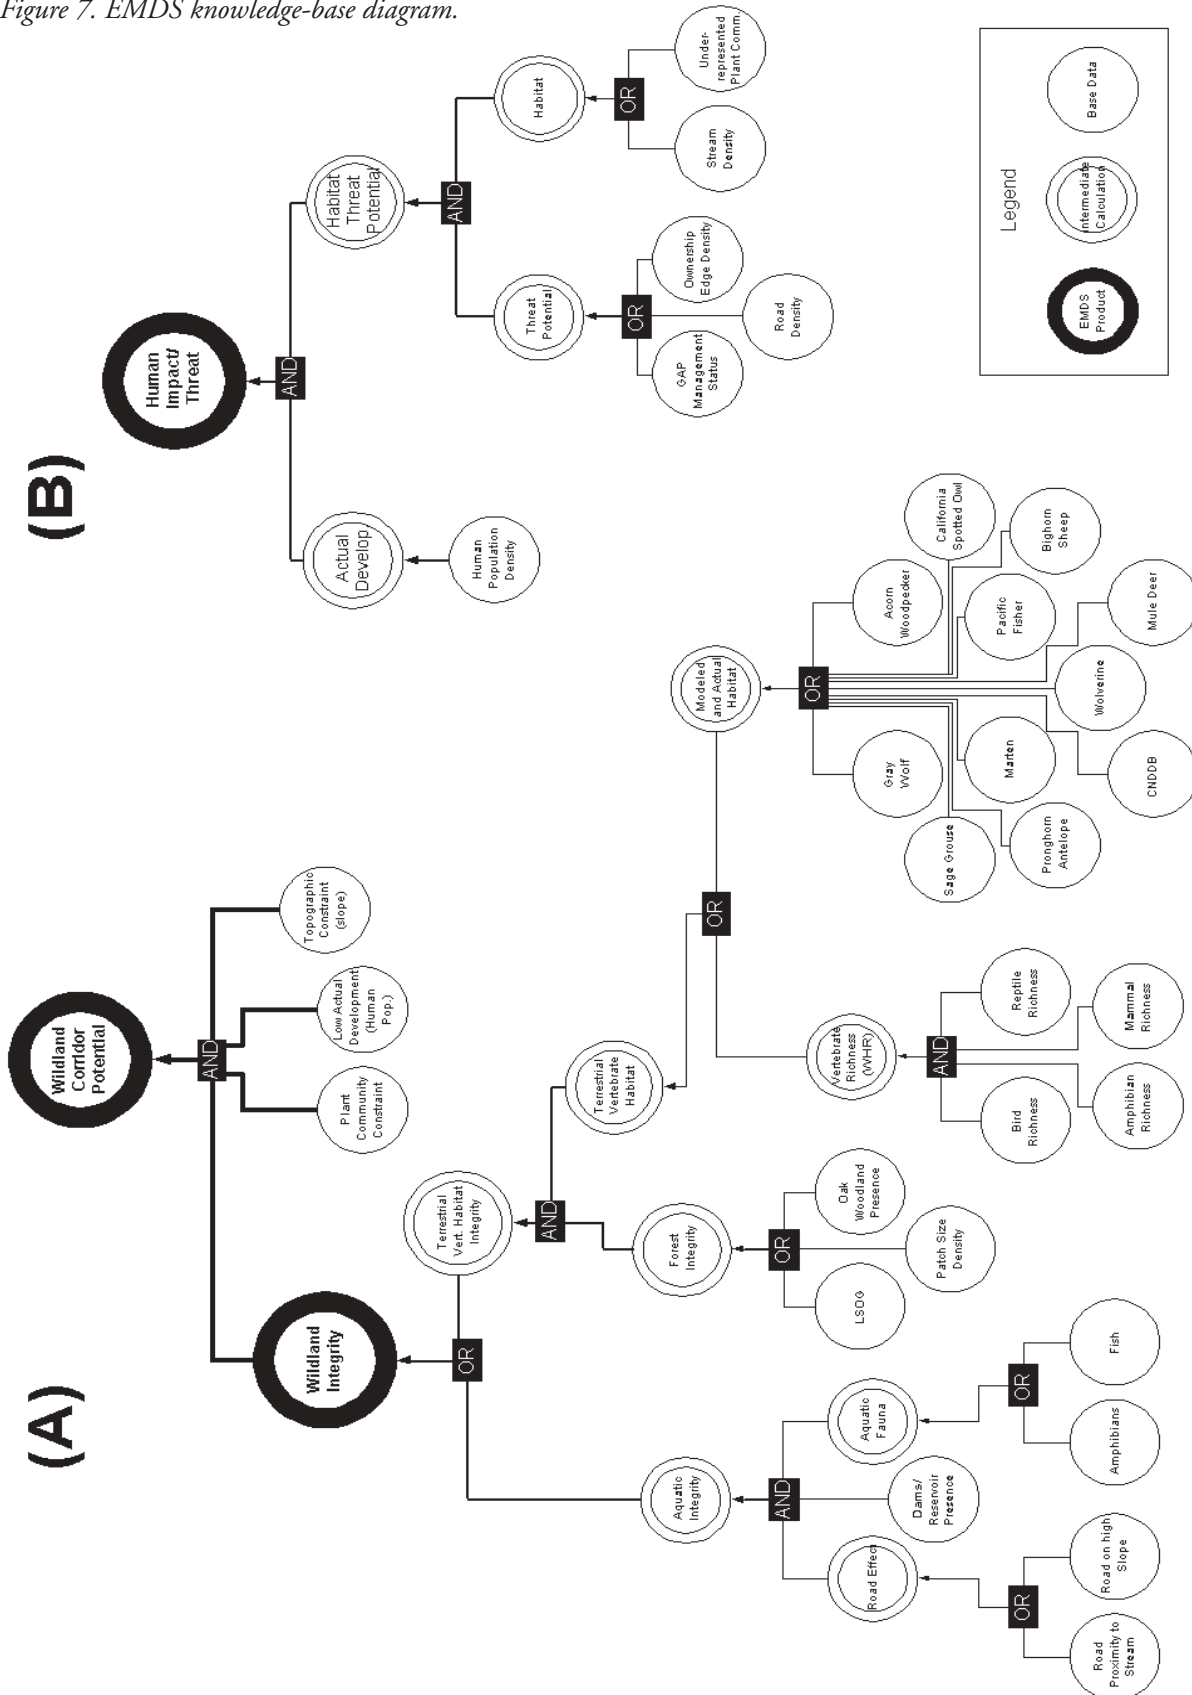 Figure 7. EMDS knowledge-base diagram.
(A)
Wildland
Corridor
Potential
AND
Plant
Community
Constraint
Low Actual
Development
(Human
Pop.)
Topographic
Constraint
(slope)
Wildland
Integrity
OR
Terrestrial
Vert. Habitat
Integrity
AND
Aquatic
Integrity
AND
Road Effect
Dams/
Reservoir
Presence
Aquatic
Fauna
OR
Road
Proximity to
Stream
Road on high
Slope
OR
Amphibians
Fish
Forest
Integrity
OR
LSOG
Patch Size
Density
Oak
Woodland
Presence
Terrestrial
Vertebrate
Habitat
OR
Vertebrate
Richness
(WHR)
AND
Bird
Richness
Amphibian
Richness
Mammal
Richness
Reptile
Richness
Modeled
and Actual
Habitat
OR
Gray
Wolf
Acorn
Woodpecker
Sage Grouse
California
Spotted Owl
Marten
Pacific
Fisher
Pronghorn
Antelope
Bighorn
Sheep
Wolverine
CNDDB
Mule Deer
(B)
Human
Impact/
Threat
AND
Actual
Develop
Human
Population
Density
Habitat
Threat
Potential
AND
Threat
Potential
OR
GAP
Management
Status
Road
Density
Ownership
Edge Density
Habitat
OR
Stream
Density
Under-
represented
Plant Comm.
Legend
EMDS
Product
Intermediate
Calculation
Base Data